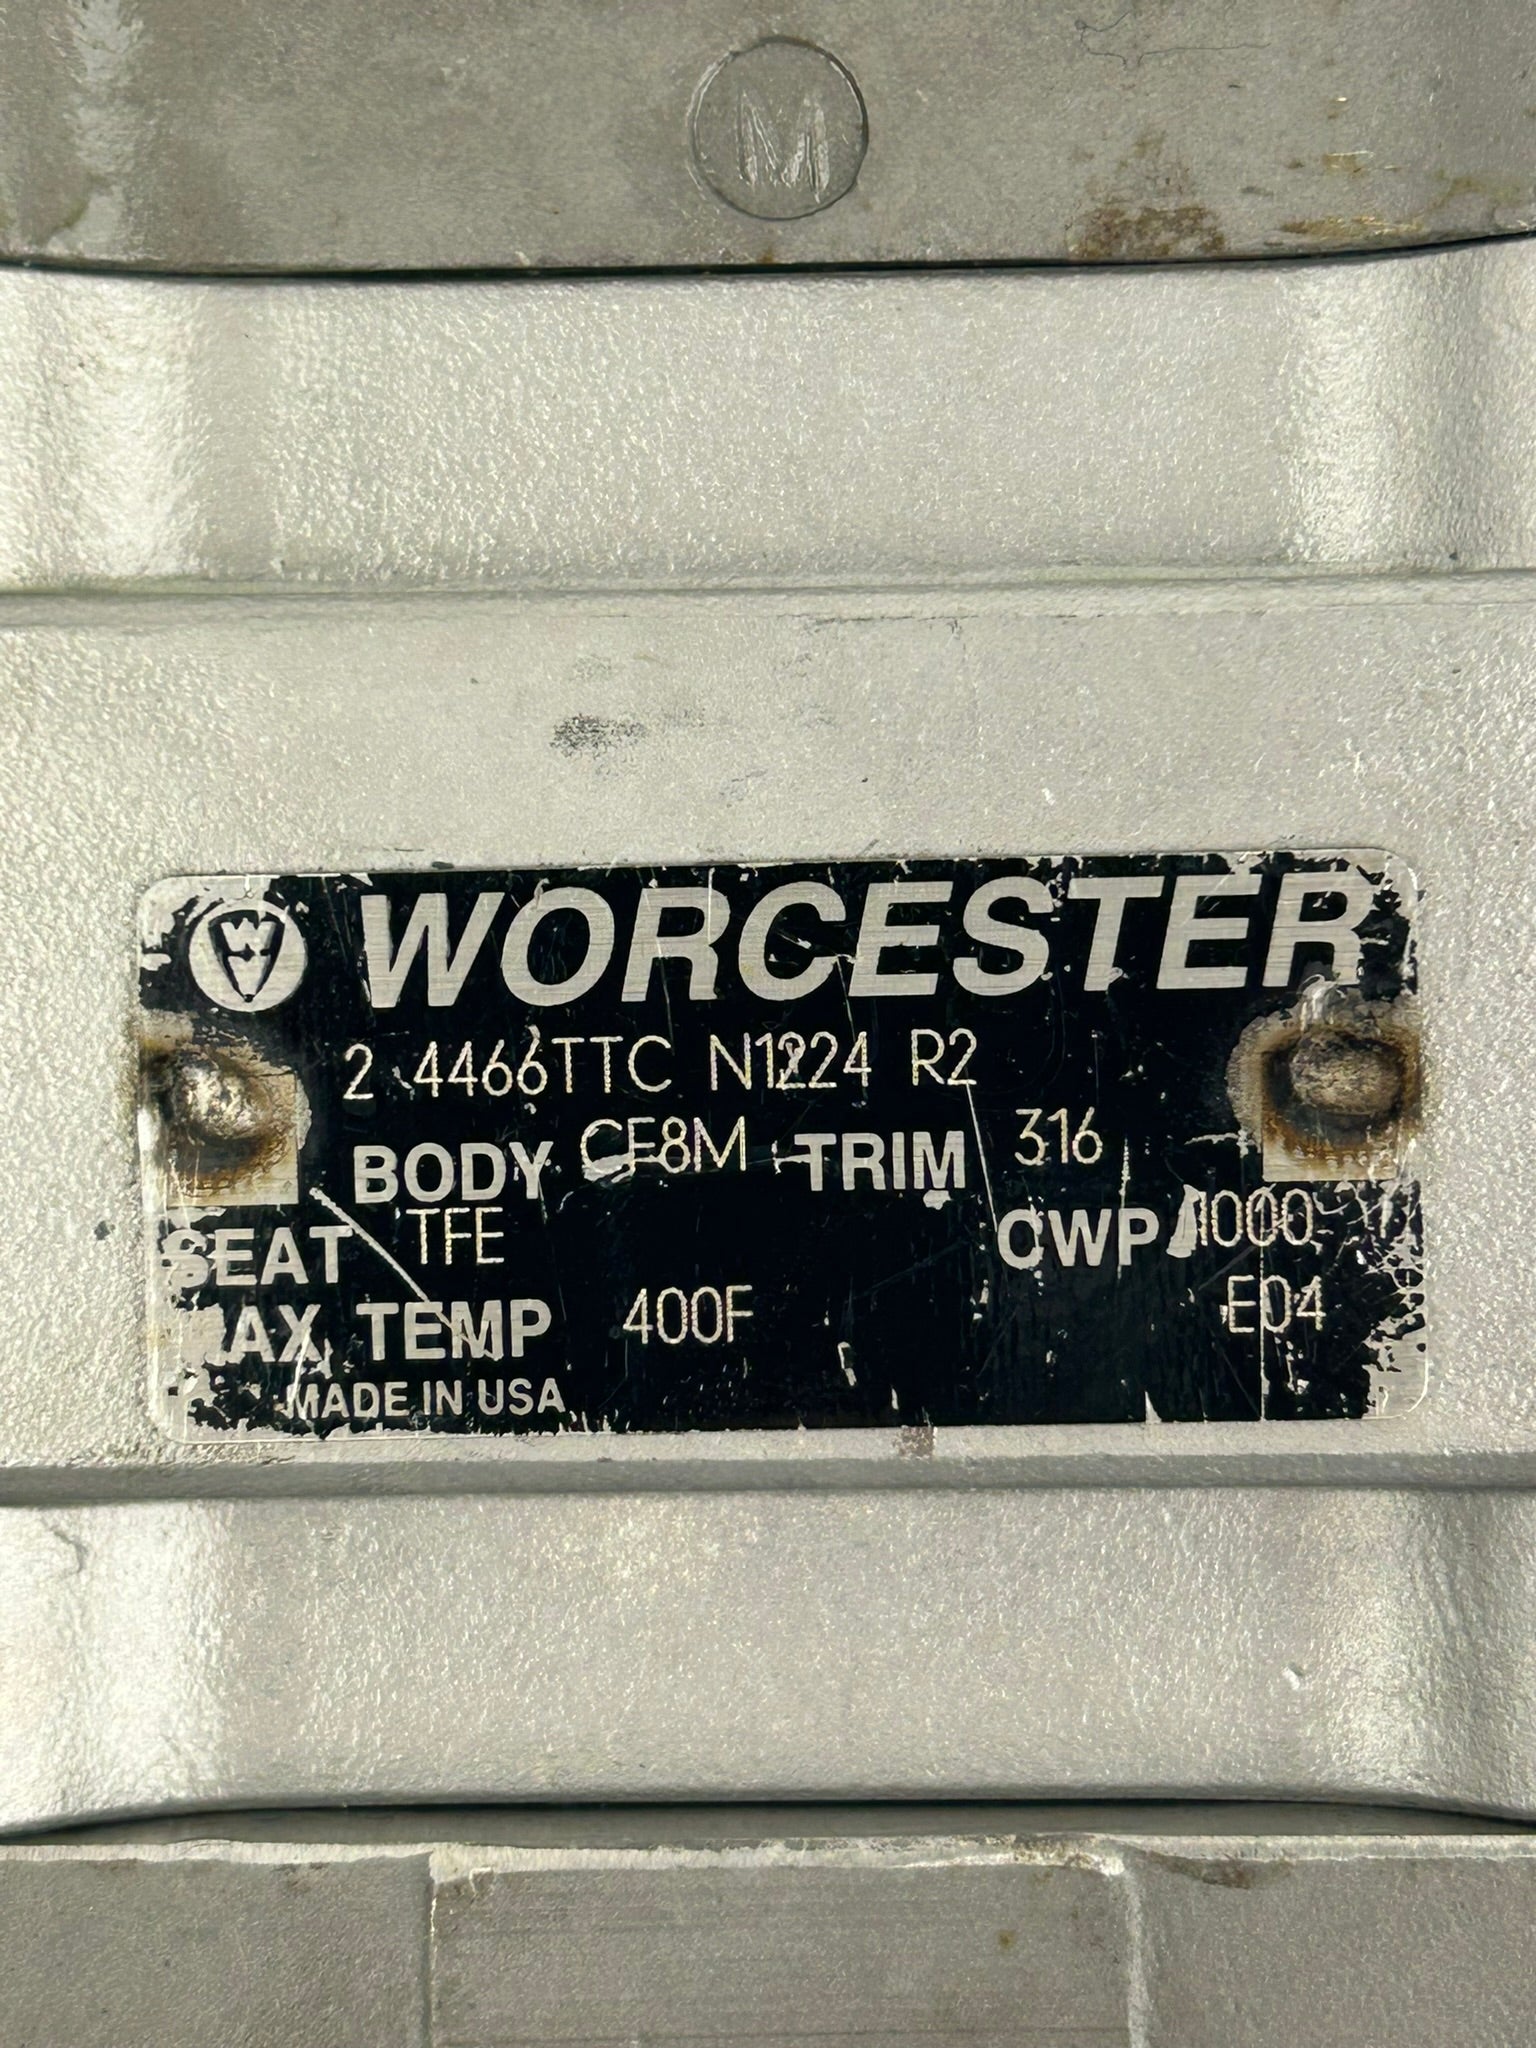 M
WORCESTER
2 4466TTC N1224 R2
BODY CF8M TRIM 316
SEAT TFE CWP 1000
MAX TEMP 400F E04
MADE IN USA